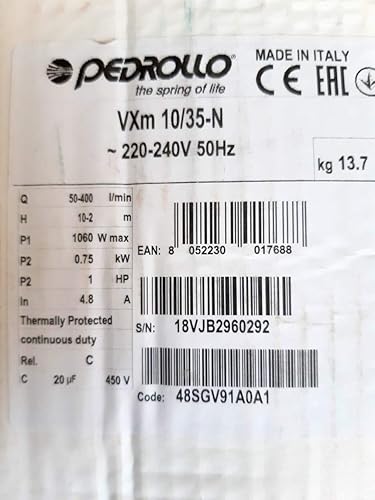 PEDROLLO
the spring of life
MADE IN ITALY
CE EAC
VXm 10/35-N
~ 220-240V 50Hz
kg 13.7
Q 50-400 l/min
H 10-2 m
P1 1060 W max
P2 0.75 kW
P2 1 HP
In 4.8 A
Thermally Protected
continuous duty
Rel. C
C 20 µF 450 V
EAN: 8 052230 017688
S/N: 18VJB2960292
Code: 48SGV91A0A1